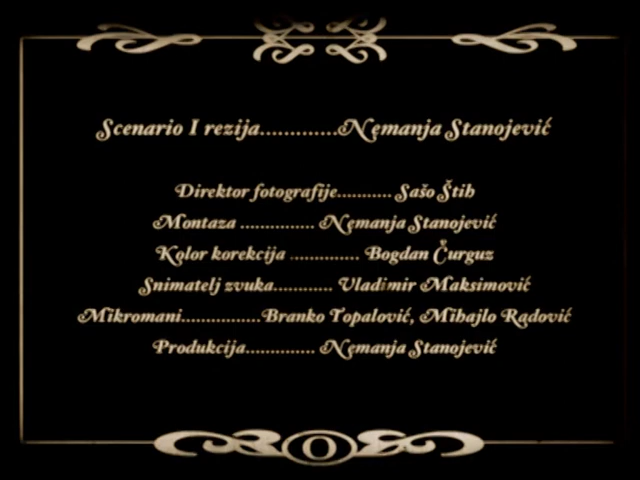 Scenario I rezija.............Nemanja Stanojević
Direktor fotografije........... Sašo Štih
Montaza ............... Nemanja Stanojević
Kolor korekcija .............. Bogdan Čurguz
Snimatelj zvuka............ Vladimir Maksimović
Mikromani................Branko Topalović, Mihajlo Radović
Produkcija.............. Nemanja Stanojević
O